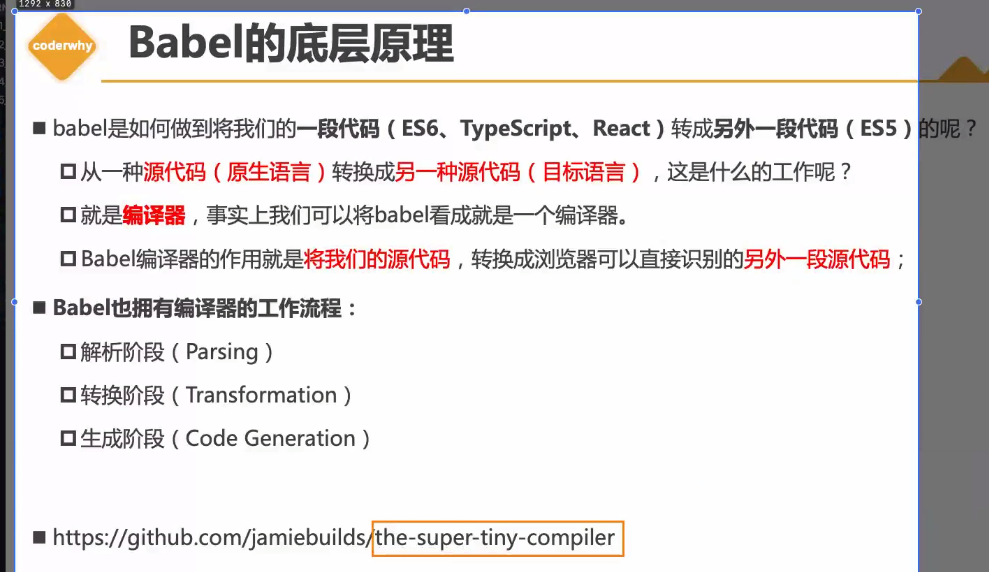 1292 x 830
coderwhy
Babel的底层原理
babel是如何做到将我们的一段代码（ES6、TypeScript、React）转成另外一段代码（ES5）的呢？
从一种源代码（原生语言）转换成另一种源代码（目标语言），这是什么的工作呢？
就是编译器，事实上我们可以将babel看成就是一个编译器。
Babel编译器的作用就是将我们的源代码，转换成浏览器可以直接识别的另外一段源代码；
Babel也拥有编译器的工作流程：
解析阶段（Parsing）
转换阶段（Transformation）
生成阶段（Code Generation）
https://github.com/jamiebuilds/the-super-tiny-compiler